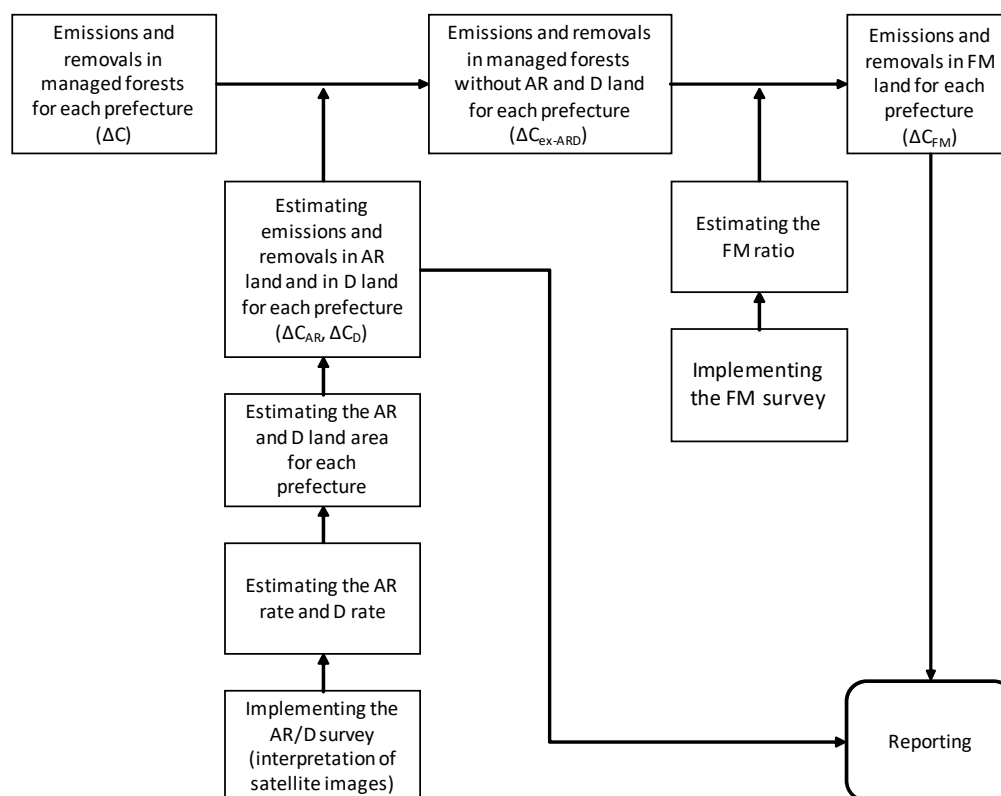 Emissions and
removals in
managed forests
for each prefecture
(ΔC)
Emissions and removals
in managed forests
without AR and D land
for each prefecture
(ΔCex-ARD)
Emissions and
removals in FM
land for each
prefecture
(ΔCFM)
Estimating
emissions and
removals in AR
land and in D land
for each prefecture
(ΔCAR, ΔCD)
Estimating the
FM ratio
Implementing
the FM survey
Estimating the AR
and D land area
for each
prefecture
Estimating the AR
rate and D rate
Implementing the
AR/D survey
(interpretation of
satellite images)
Reporting